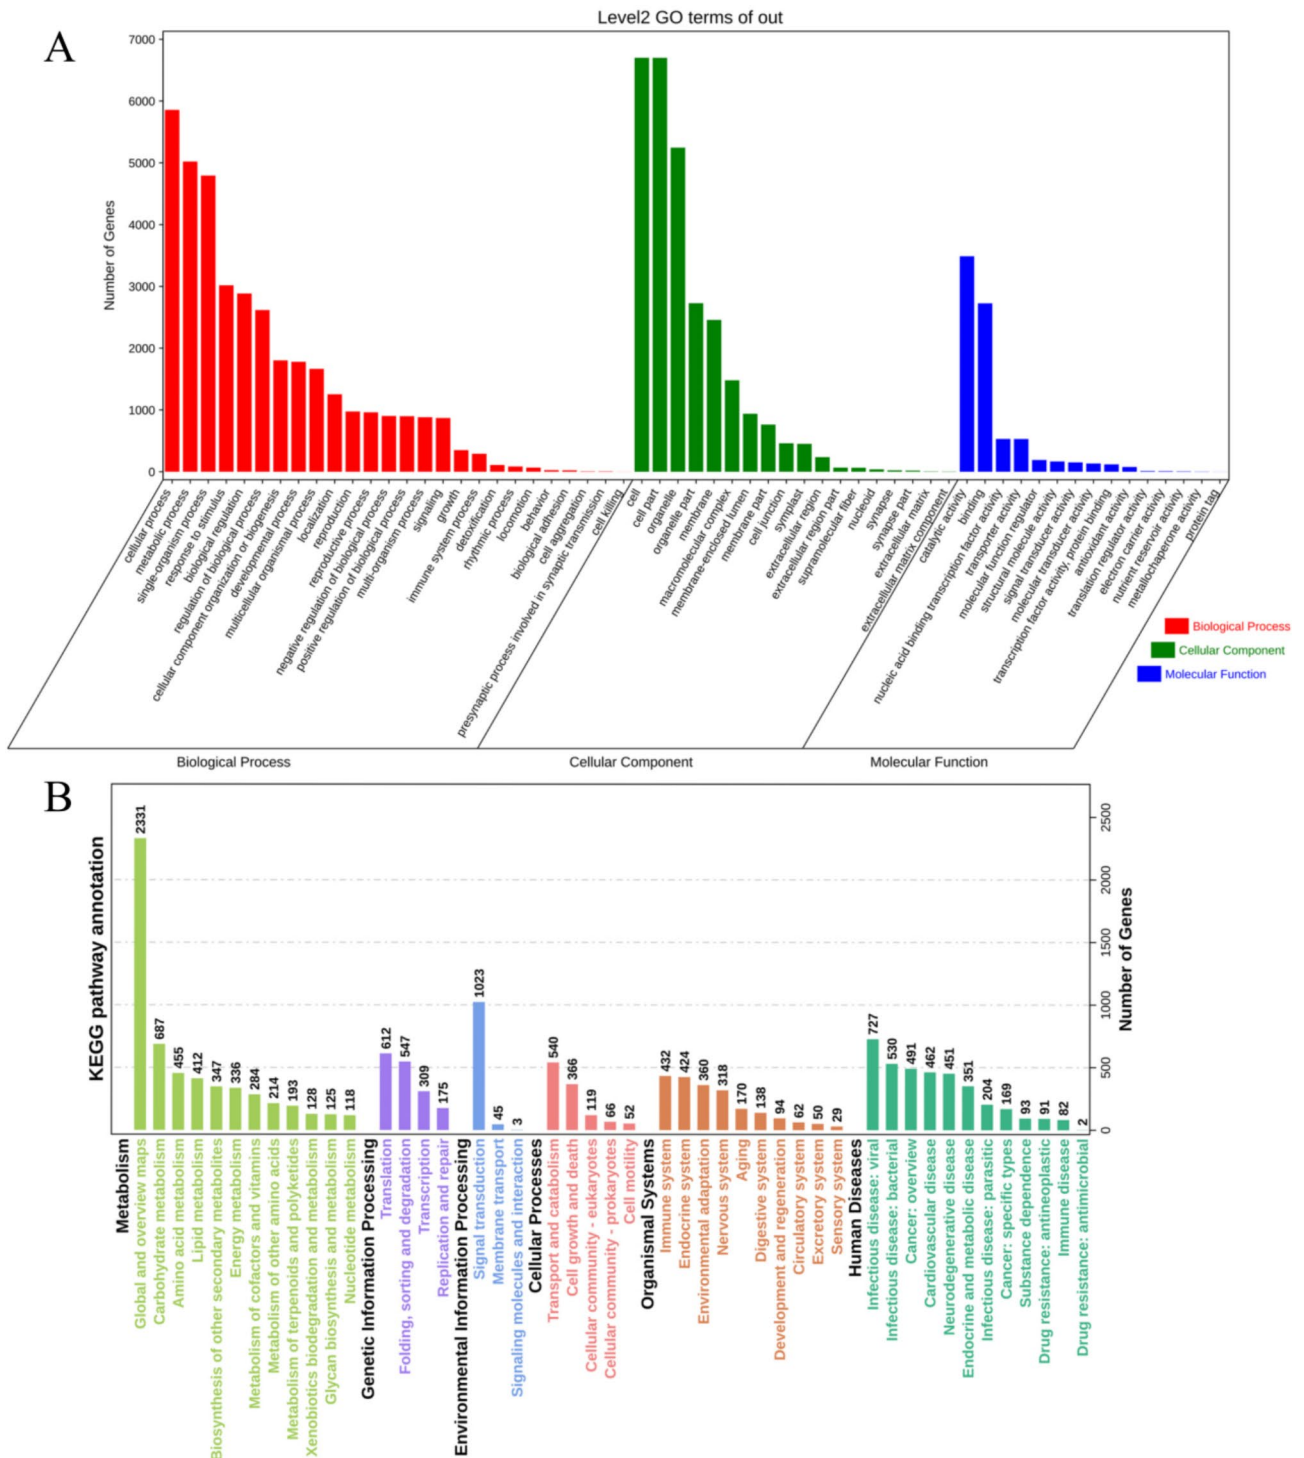 A
Level2 GO terms of out
Number of Genes
7000
6000
5000
4000
3000
2000
1000
0
cellular process
metabolic process
single-organism process
response to stimulus
biological regulation
regulation of biological process
cellular component organization or biogenesis
developmental process
multicellular organismal process
localization
reproduction
reproductive process
negative regulation of biological process
positive regulation of biological process
multi-organism process
signaling
growth
immune system process
detoxification
rhythmic process
locomotion
behavior
biological adhesion
cell aggregation
presynaptic process involved in synaptic transmission
cell killing
cell
cell part
organelle
organelle part
membrane
macromolecular complex
membrane-enclosed lumen
membrane part
cell junction
symplast
extracellular region
extracellular region part
supramolecular fiber
nucleoid
synapse
synapse part
extracellular matrix
extracellular matrix component
catalytic activity
binding
nucleic acid binding transcription factor activity
transporter activity
molecular function regulator
structural molecule activity
signal transducer activity
molecular transducer activity
transcription factor activity, protein binding
antioxidant activity
translation regulator activity
electron carrier activity
nutrient reservoir activity
metallochaperone activity
protein tag
Biological Process
Cellular Component
Molecular Function
Biological Process
Cellular Component
Molecular Function
B
KEGG pathway annotation
2331
687
455
412
347
336
284
214
193
128
125
118
612
547
309
175
1023
45
3
540
366
119
66
52
432
424
360
318
170
138
94
62
50
29
727
530
491
462
451
351
204
169
93
91
82
2
2500
2000
1500
1000
500
0
Number of Genes
Metabolism
Global and overview maps
Carbohydrate metabolism
Amino acid metabolism
Lipid metabolism
Biosynthesis of other secondary metabolites
Energy metabolism
Metabolism of cofactors and vitamins
Metabolism of other amino acids
Metabolism of terpenoids and polyketides
Xenobiotics biodegradation and metabolism
Glycan biosynthesis and metabolism
Nucleotide metabolism
Genetic Information Processing
Translation
Folding, sorting and degradation
Transcription
Replication and repair
Environmental Information Processing
Signal transduction
Membrane transport
Signaling molecules and interaction
Cellular Processes
Transport and catabolism
Cell growth and death
Cellular community - eukaryotes
Cellular community - prokaryotes
Cell motility
Organismal Systems
Immune system
Endocrine system
Environmental adaptation
Nervous system
Aging
Digestive system
Development and regeneration
Circulatory system
Excretory system
Sensory system
Human Diseases
Infectious disease: viral
Infectious disease: bacterial
Cancer: overview
Cardiovascular disease
Neurodegenerative disease
Endocrine and metabolic disease
Infectious disease: parasitic
Cancer: specific types
Substance dependence
Drug resistance: antineoplastic
Immune disease
Drug resistance: antimicrobial